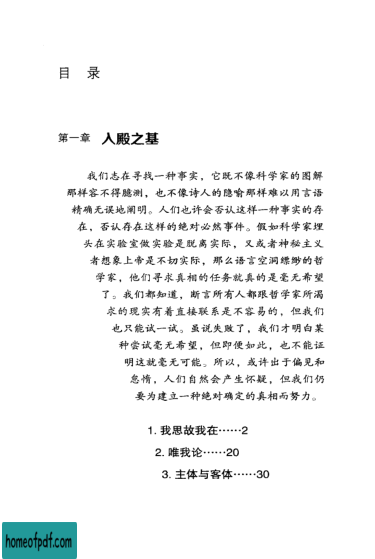 目 录
第一章 入殿之基
我们志在寻找一种事实，它既不像科学家的图解
那样容不得臆测，也不像诗人的隐喻那样难以用言语
精确无误地阐明。人们也许会否认这样一种事实的存
在，否认存在这样的绝对必然事件。假如科学家埋
头在实验室做实验是脱离实际，又或者神秘主义
者想象上帝是不切实际，那么语言空洞缥缈的哲
学家，他们寻求真相的任务就真的是毫无希望
了。我们都知道，断言所有人都跟哲学家所渴
求的现实有着直接联系是不容易的，但我们
也只能试一试。虽说失败了，我们才明白某
种尝试毫无希望，但即便如此，也不能证
明这就毫无可能。所以，或许出于偏见和
怠惰，人们自然会产生怀疑，但我们仍
要为建立一种绝对确定的真相而努力。
1. 我思故我在……2
2. 唯我论……20
3. 主体与客体……30
homeofpdf.com